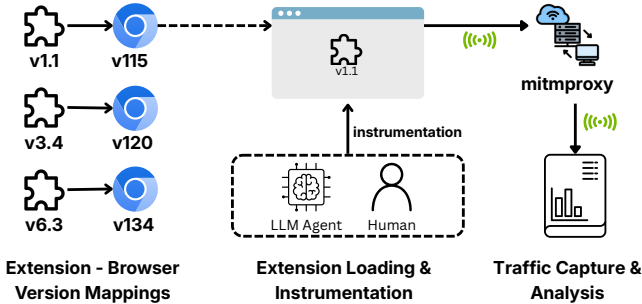 v1.1
v115
v3.4
v120
v6.3
v134
Extension - Browser
Version Mappings
v1.1
instrumentation
LLM Agent
Human
Extension Loading &
Instrumentation
mitmproxy
Traffic Capture &
Analysis